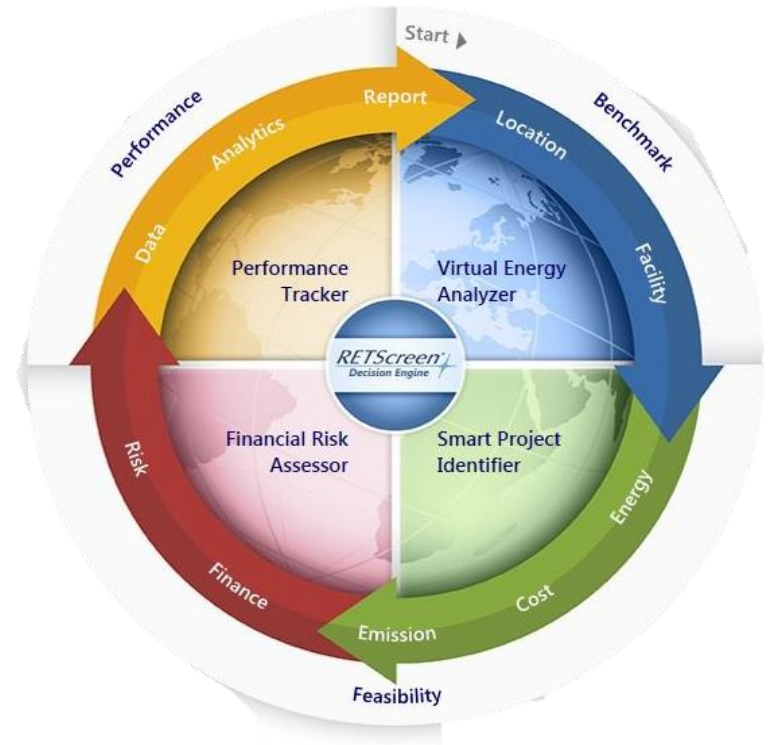 Start
Benchmark
Location
Facility
Virtual Energy
Analyzer
Energy
Cost
Emission
Smart Project
Identifier
Feasibility
Finance
Risk
Financial Risk
Assessor
Performance
Data
Analytics
Report
Performance
Tracker
RETScreen
Decision Engine